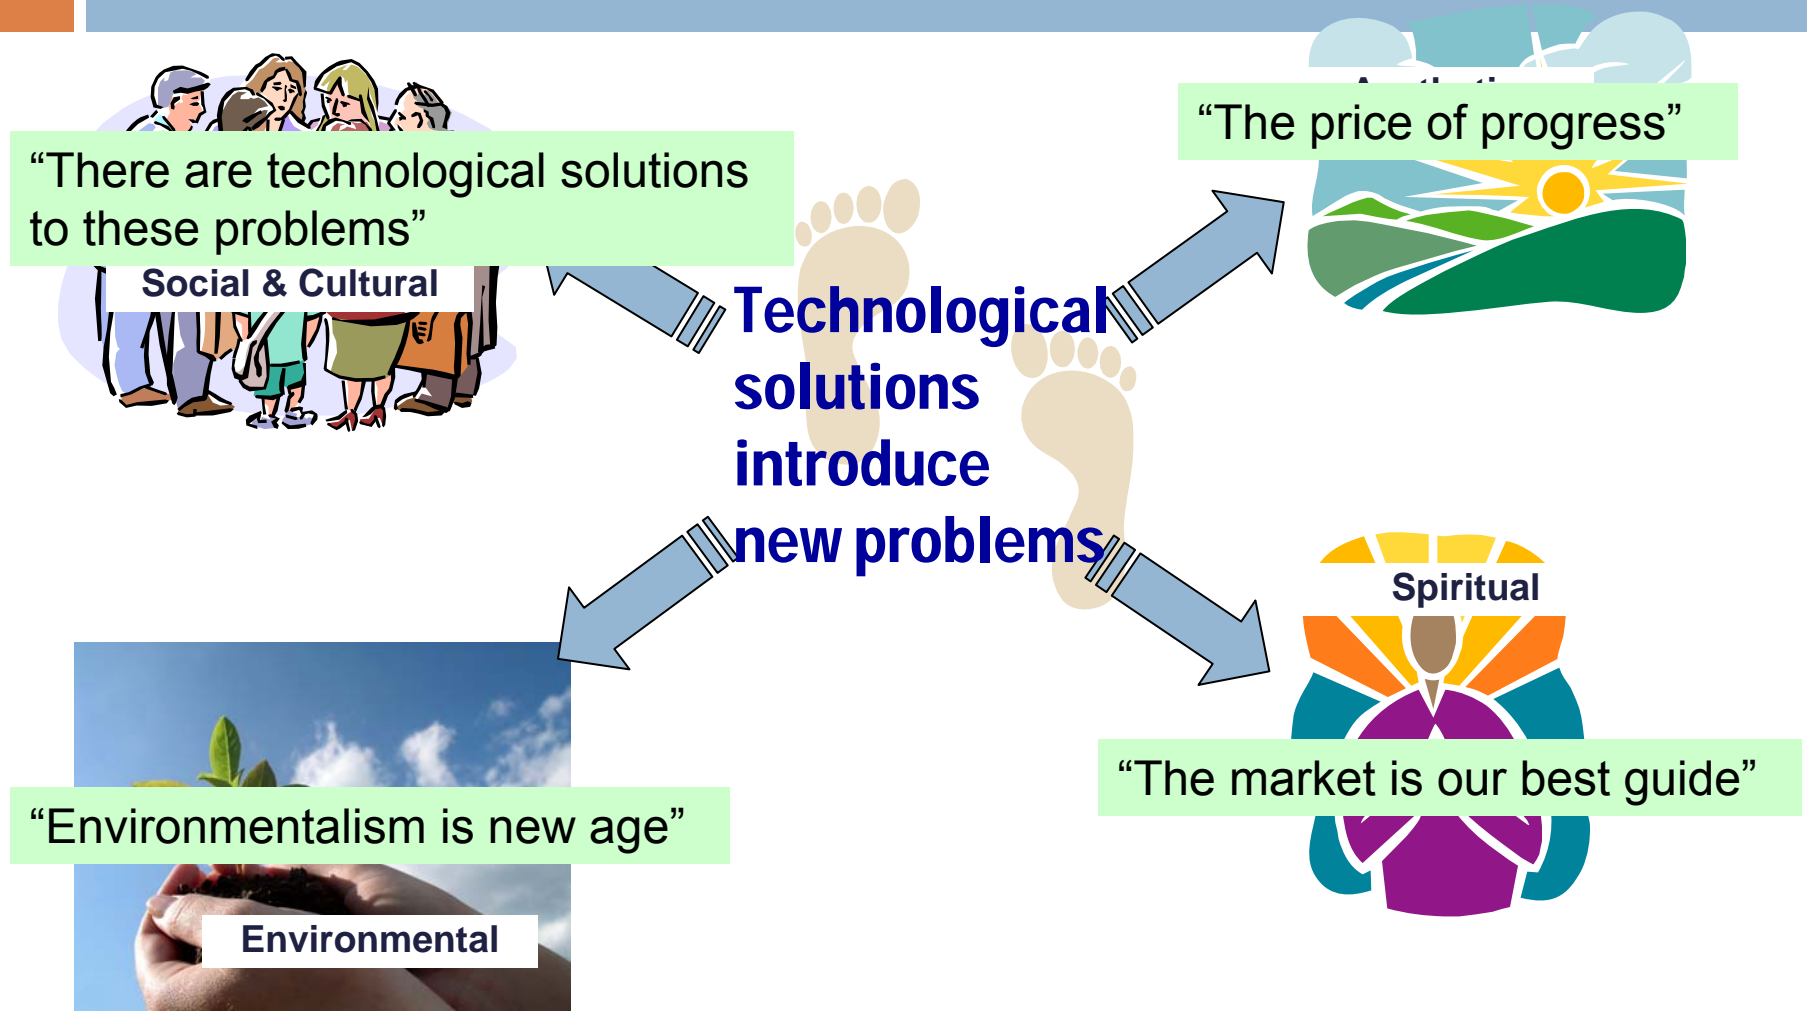 “The price of progress”
“There are technological solutions
to these problems”
Social & Cultural
Technological
solutions
introduce
new problems
Spiritual
“The market is our best guide”
“Environmentalism is new age”
Environmental